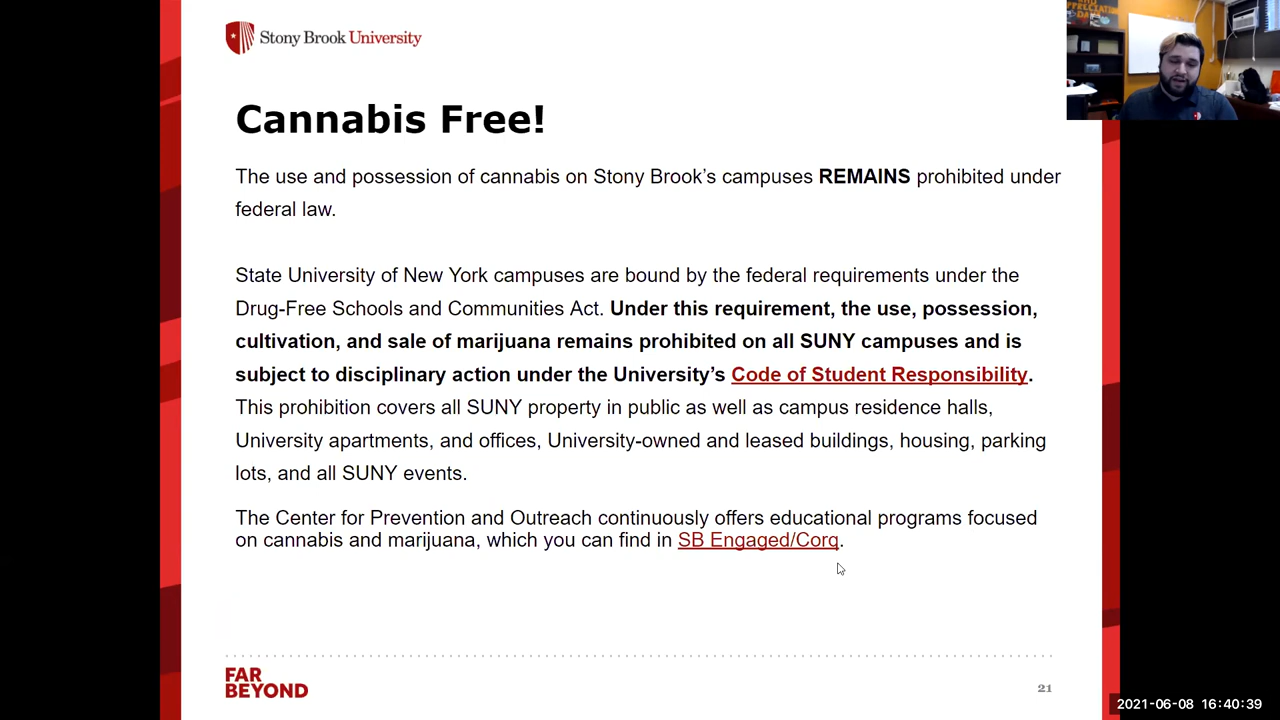 Stony Brook University
Cannabis Free!
The use and possession of cannabis on Stony Brook's campuses REMAINS prohibited under
federal law.
State University of New York campuses are bound by the federal requirements under the
Drug-Free Schools and Communities Act. Under this requirement, the use, possession,
cultivation, and sale of marijuana remains prohibited on all SUNY campuses and is
subject to disciplinary action under the University's Code of Student Responsibility.
This prohibition covers all SUNY property in public as well as campus residence halls,
University apartments, and offices, University-owned and leased buildings, housing, parking
lots, and all SUNY events.
The Center for Prevention and Outreach continuously offers educational programs focused
on cannabis and marijuana, which you can find in SB Engaged/Corq.
FAR
BEYOND
21
2021-06-08 16:40:39